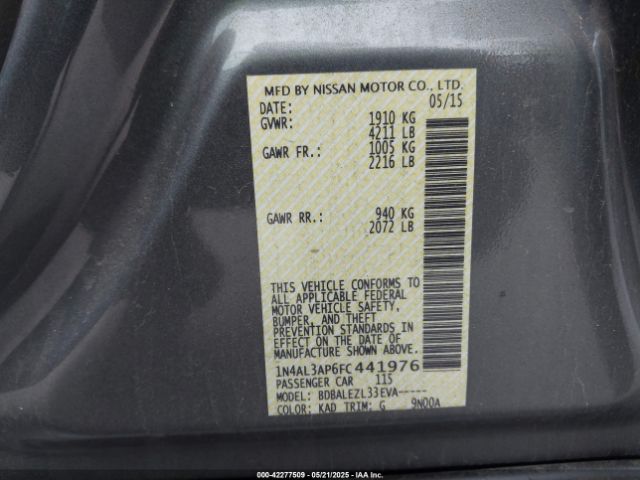 MFD BY NISSAN MOTOR CO., LTD.
DATE: 05/15
GVWR: 1910 KG
4211 LB
GAWR FR.: 1005 KG
2216 LB
GAWR RR.: 940 KG
2072 LB
THIS VEHICLE CONFORMS TO
ALL APPLICABLE FEDERAL
MOTOR VEHICLE SAFETY,
BUMPER, AND THEFT
PREVENTION STANDARDS IN
EFFECT ON THE DATE OF
MANUFACTURE SHOWN ABOVE.
1N4AL3AP6FC441976
PASSENGER CAR 115
MODEL: BDBALEZL33EVA-----
COLOR: KAD TRIM: G 9N00A
000-42277509 - 05/21/2025 - IAAI.COM